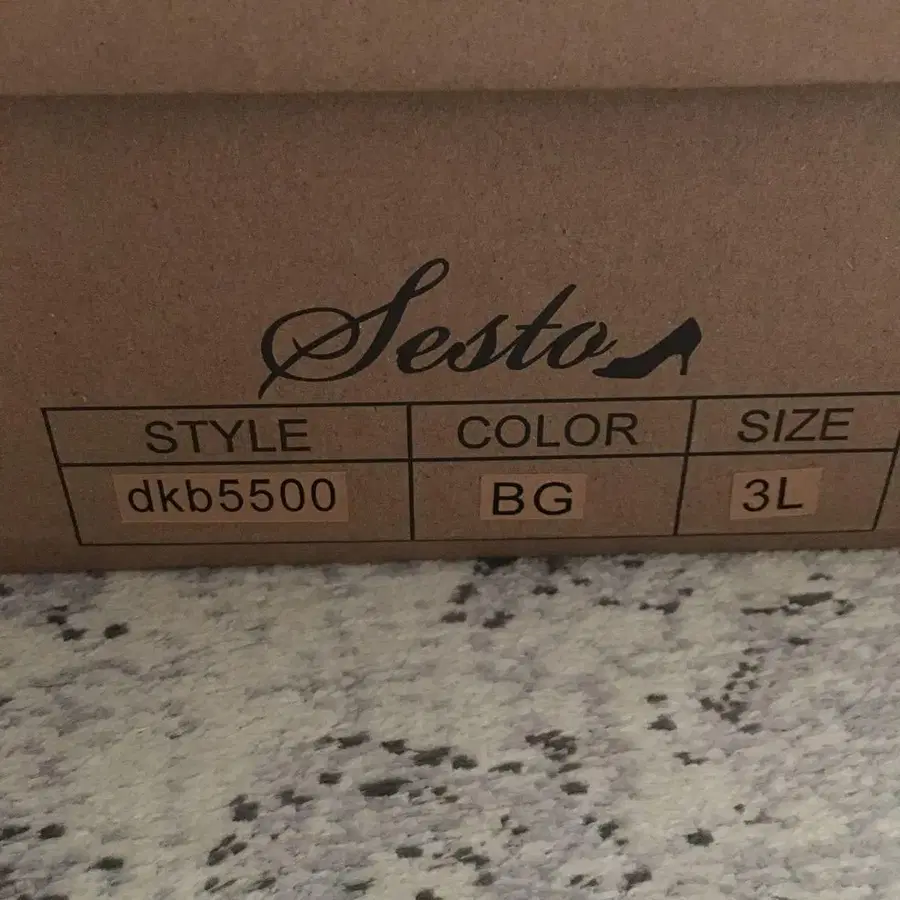 Sesto
STYLE COLOR SIZE
dkb5500 BG 3L